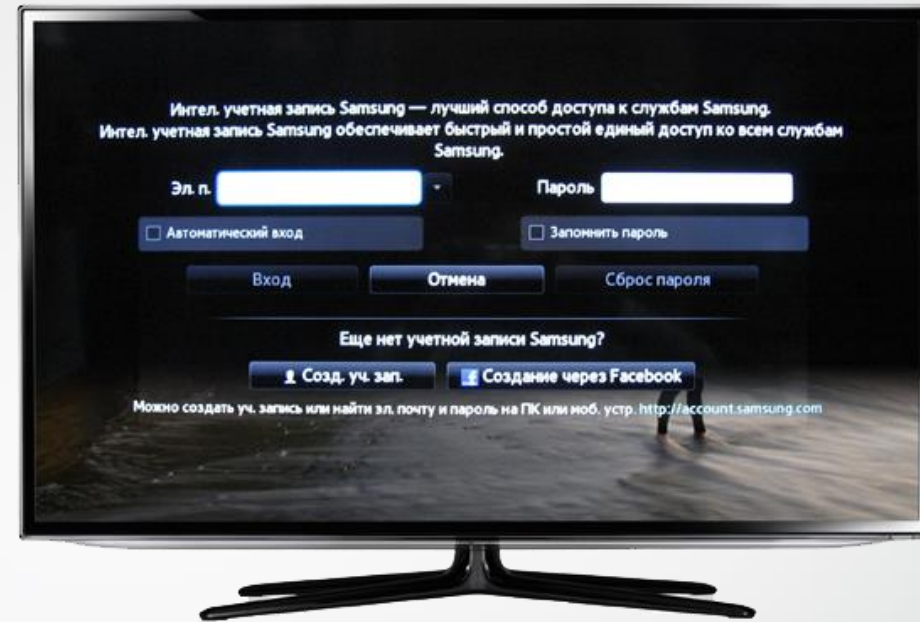 Интел. учетная запись Samsung — лучший способ доступа к службам Samsung.
Интел. учетная запись Samsung обеспечивает быстрый и простой единый доступ ко всем службам
Samsung.
Эл. п. Пароль
Автоматический вход Запомнить пароль
Вход Отмена Сброс пароля
Еще нет учетной записи Samsung?
Созд. уч. зап. Создание через Facebook
Можно создать уч. запись или найти эл. почту и пароль на ПК или моб. устр. http://account.samsung.com